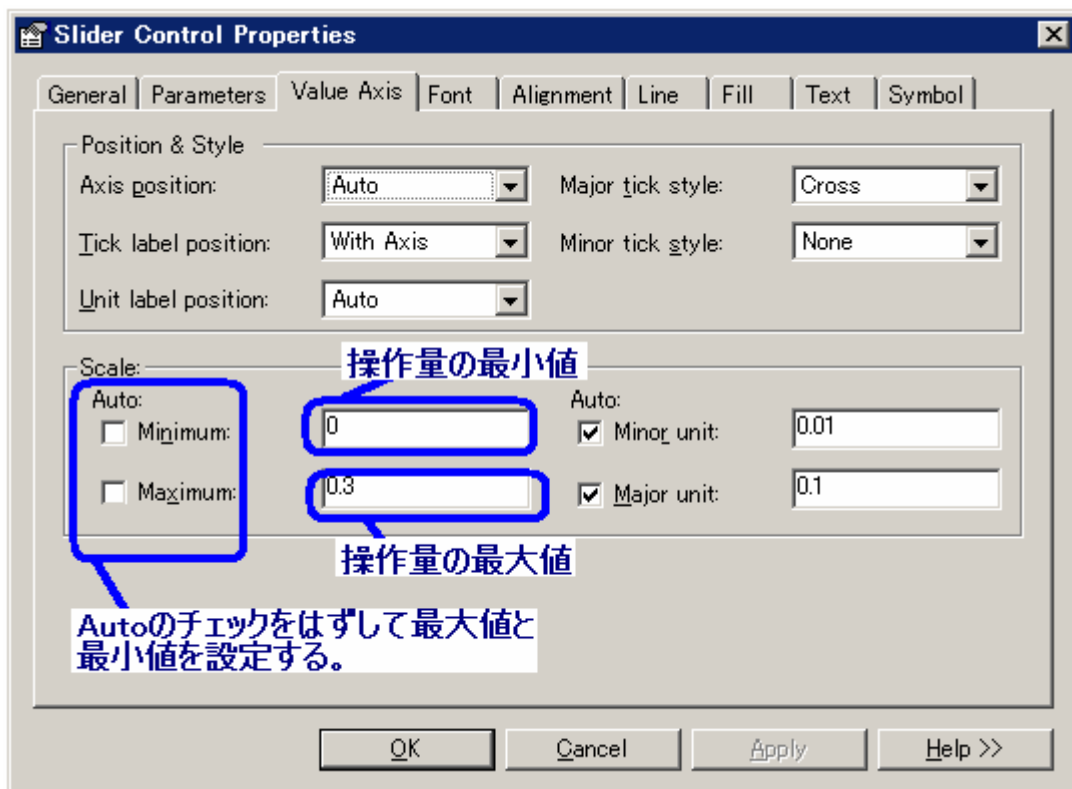 Slider Control Properties
General Parameters Value Axis Font Alignment Line Fill Text Symbol
Position & Style
Axis position: Auto Major tick style: Cross
Tick label position: With Axis Minor tick style: None
Unit label position: Auto
Scale:
操作量の最小値
Auto: Auto:
Minimum: 0 Minor unit: 0.01
Maximum: 0.3 Major unit: 0.1
操作量の最大値
Autoのチェックをはずして最大値と
最小値を設定する。
OK Cancel Apply Help >>